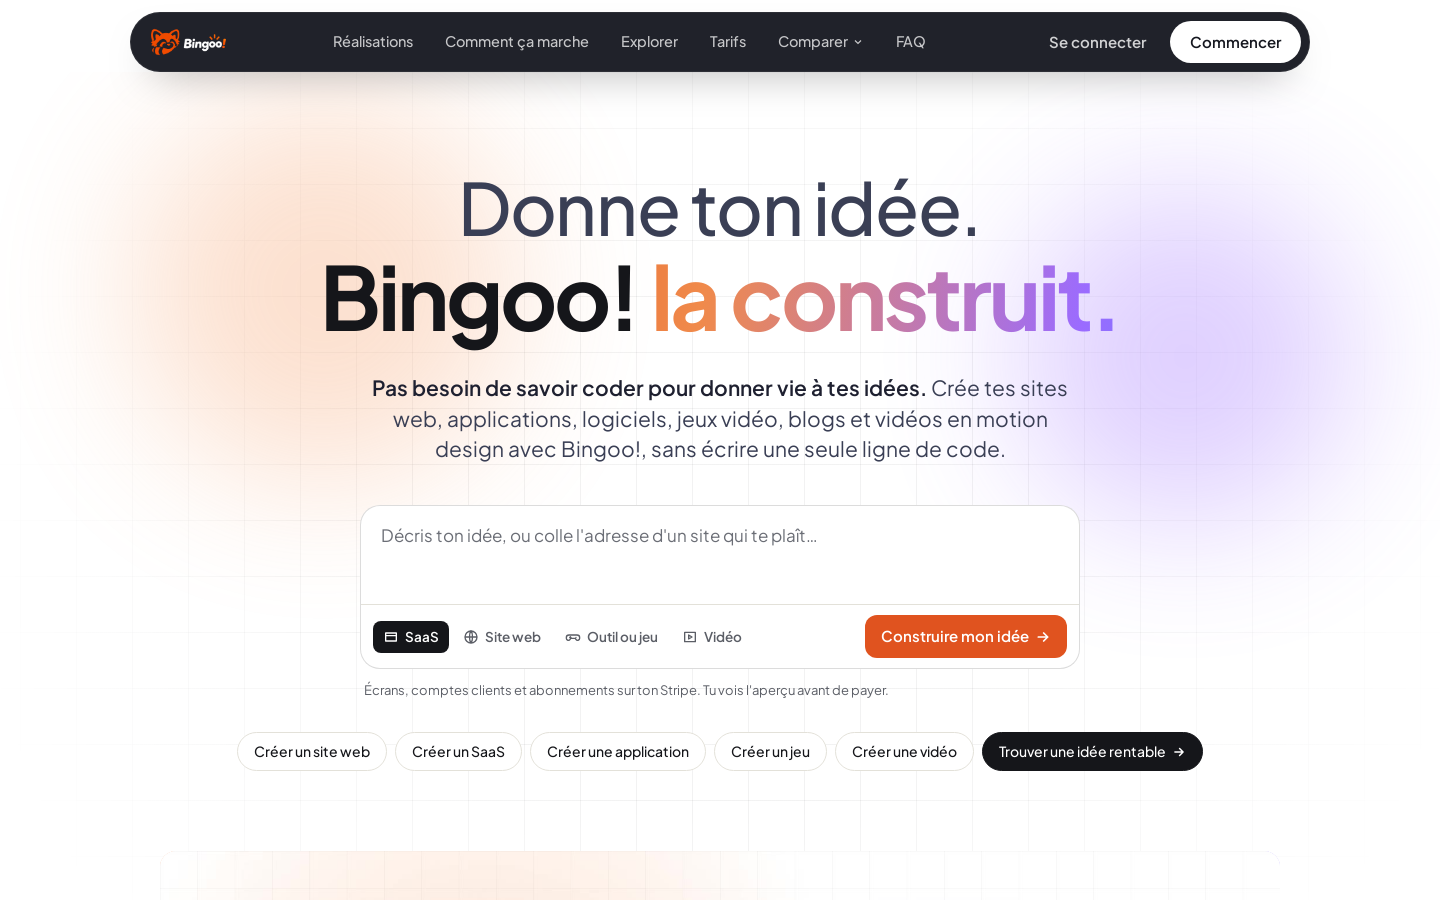 Bingoo!
Réalisations
Comment ça marche
Explorer
Tarifs
Comparer
FAQ
Se connecter
Commencer
Donne ton idée.
Bingoo! la construit.
Pas besoin de savoir coder pour donner vie à tes idées. Crée tes sites
web, applications, logiciels, jeux vidéo, blogs et vidéos en motion
design avec Bingoo!, sans écrire une seule ligne de code.
Décris ton idée, ou colle l'adresse d'un site qui te plaît…
SaaS
Site web
Outil ou jeu
Vidéo
Construire mon idée →
Écrans, comptes clients et abonnements sur ton Stripe. Tu vois l'aperçu avant de payer.
Créer un site web
Créer un SaaS
Créer une application
Créer un jeu
Créer une vidéo
Trouver une idée rentable →